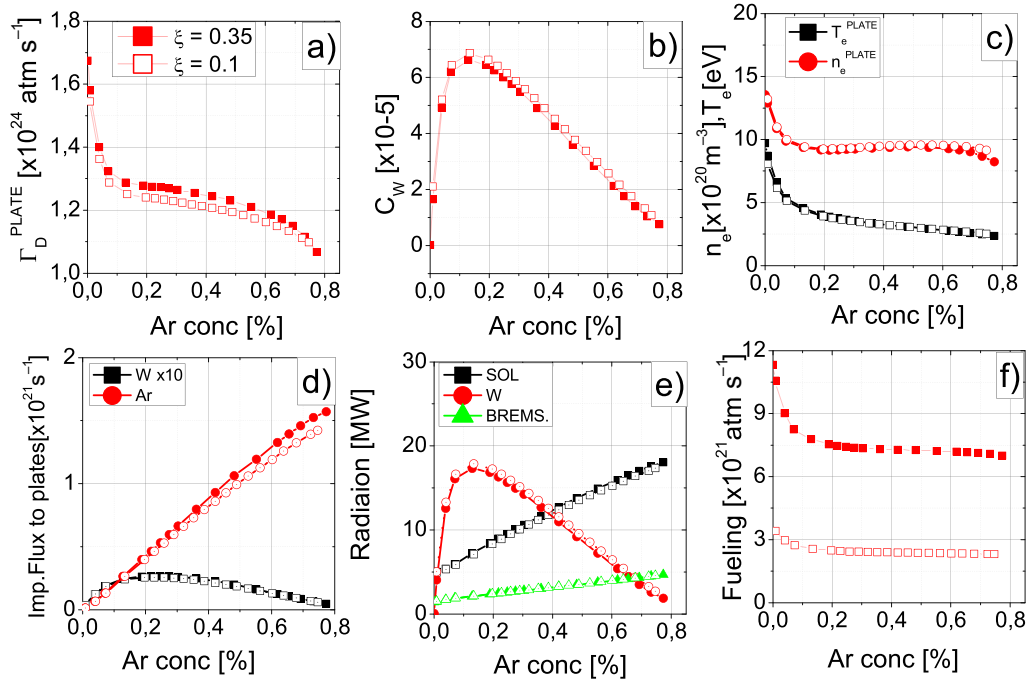 a)
ξ = 0.35
ξ = 0.1
1,8
1,6
1,4
1,2
1,0
0,0 0,2 0,4 0,6 0,8
Γ_D^PLATE [x10^24 atm s^-1]
Ar conc [%]
b)
8
6
4
2
0
0,0 0,2 0,4 0,6 0,8
C_W [x10-5]
Ar conc [%]
c)
T_e^PLATE
n_e^PLATE
20
15
10
5
0
0,0 0,2 0,4 0,6 0,8
n_e[x10^20m^-3],T_e[eV]
Ar conc [%]
d)
W x10
Ar
2
1
0
0,0 0,2 0,4 0,6 0,8
Imp.Flux to plates[x10^21s^-1]
Ar conc [%]
e)
SOL
W
BREMS.
30
20
10
0
0,0 0,2 0,4 0,6 0,8
Radiaion [MW]
Ar conc [%]
f)
12
9
6
3
0
0,0 0,2 0,4 0,6 0,8
Fueling [x10^21 atm s^-1]
Ar conc [%]